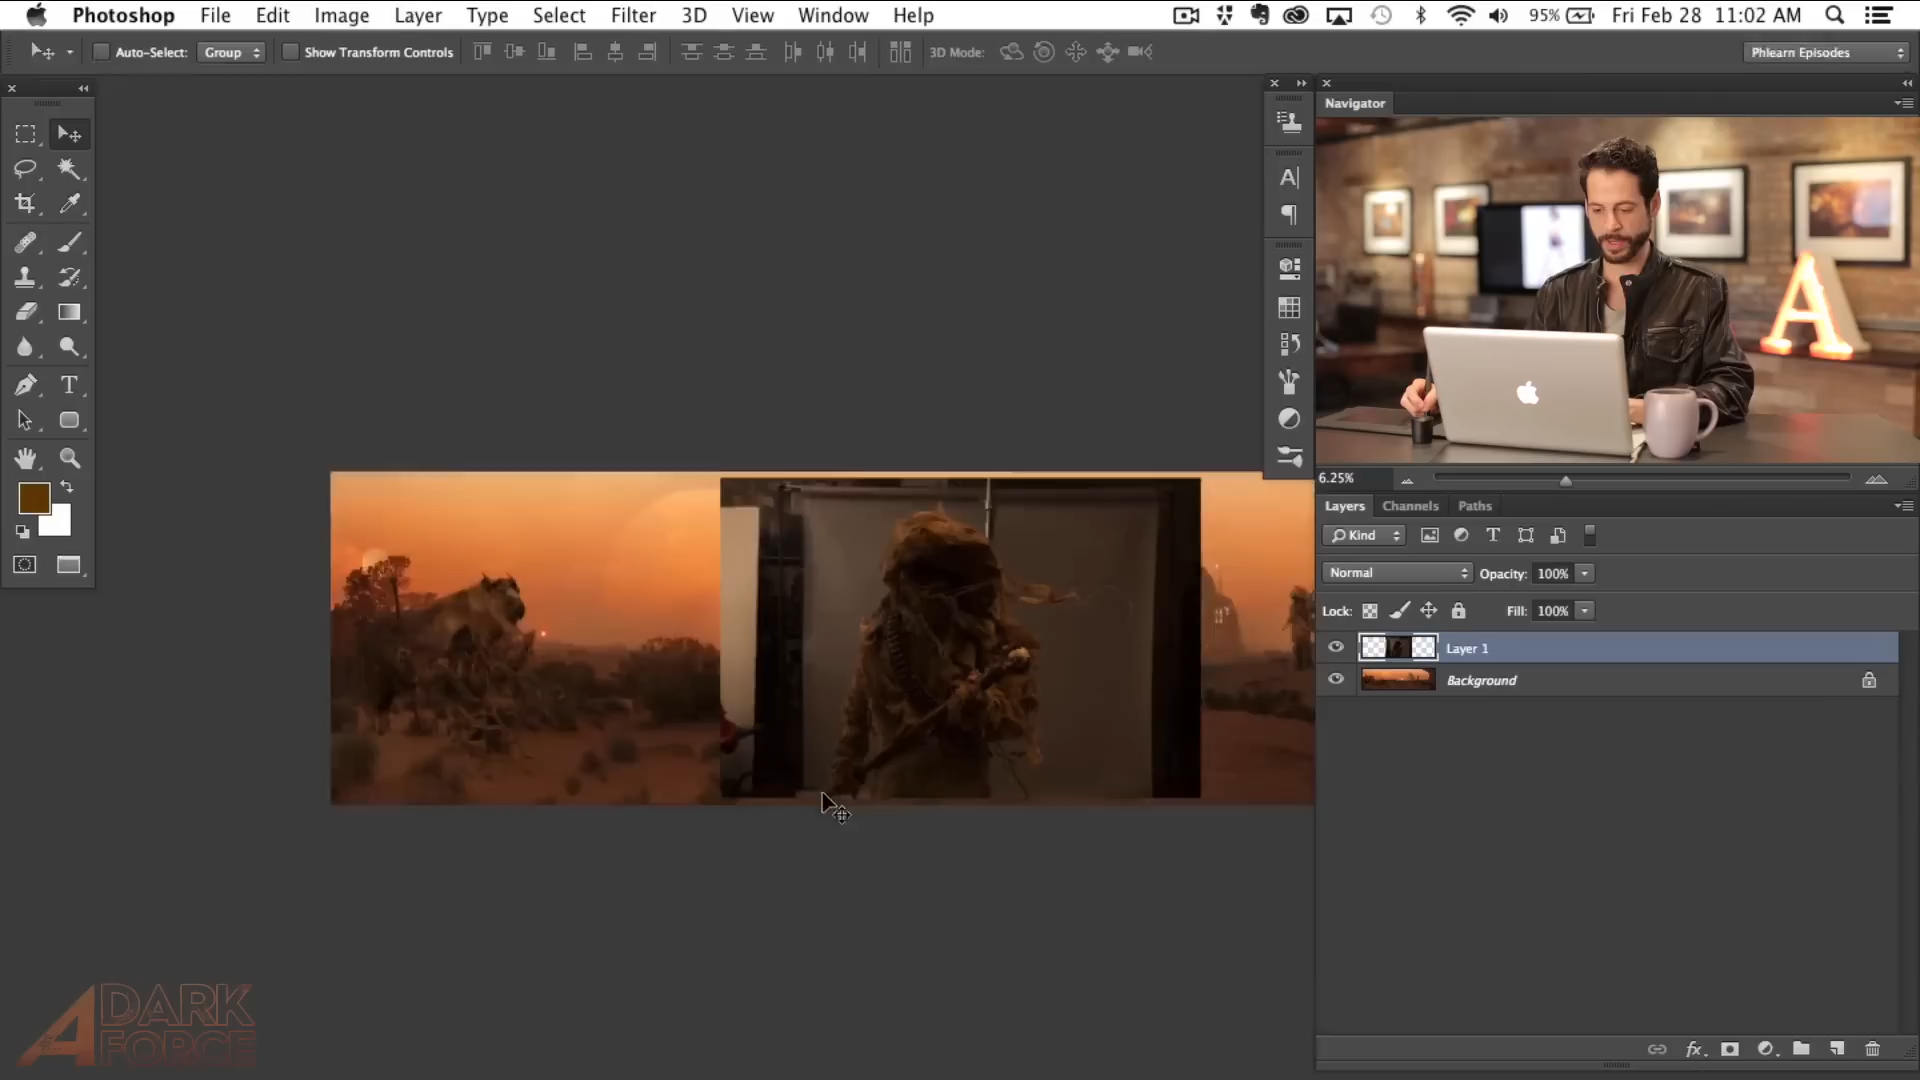 Photoshop File Edit Image Layer Type Select Filter 3D View Window Help 95% Fri Feb 28 11:02 AM
Auto-Select: Group Show Transform Controls 3D Mode: Phlearn Episodes
Navigator
A
6.25%
Layers Channels Paths
Kind
Normal Opacity: 100%
Lock: Fill: 100%
Layer 1
Background
A DARK
FORCE
fx